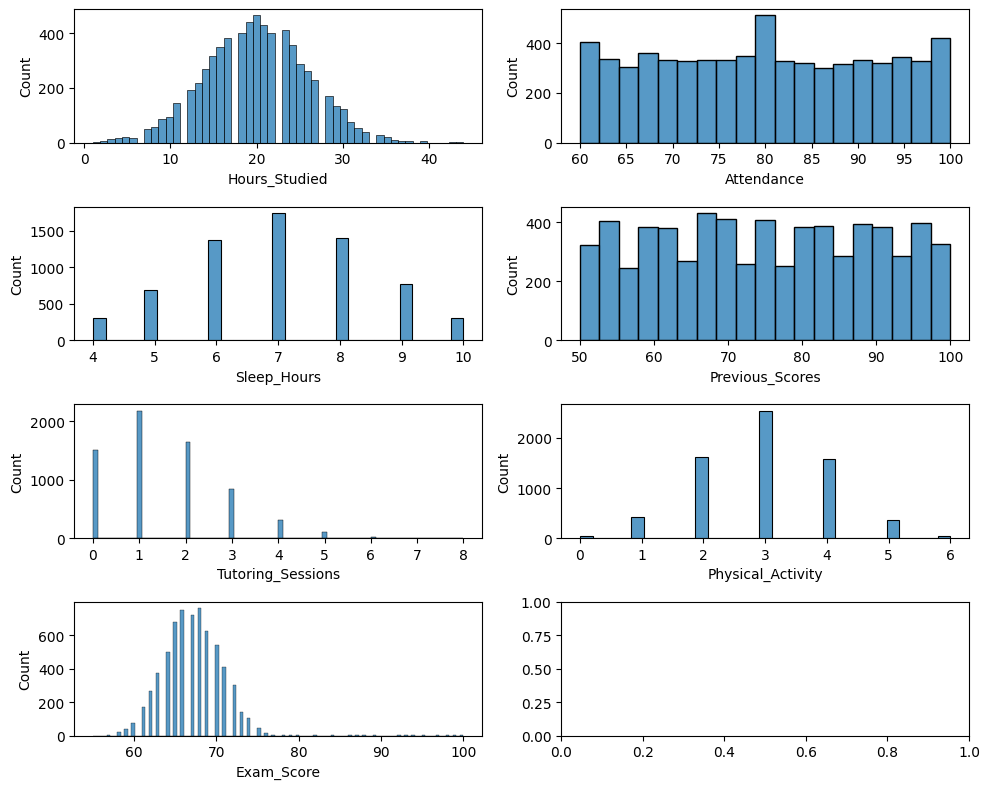 400
200
0
Count
0 10 20 30 40
Hours_Studied
400
200
0
Count
60 65 70 75 80 85 90 95 100
Attendance
1500
1000
500
0
Count
4 5 6 7 8 9 10
Sleep_Hours
400
200
0
Count
50 60 70 80 90 100
Previous_Scores
2000
1000
0
Count
0 1 2 3 4 5 6 7 8
Tutoring_Sessions
2000
1000
0
Count
0 1 2 3 4 5 6
Physical_Activity
600
400
200
0
Count
60 70 80 90 100
Exam_Score
1.00
0.75
0.50
0.25
0.00
0.0 0.2 0.4 0.6 0.8 1.0